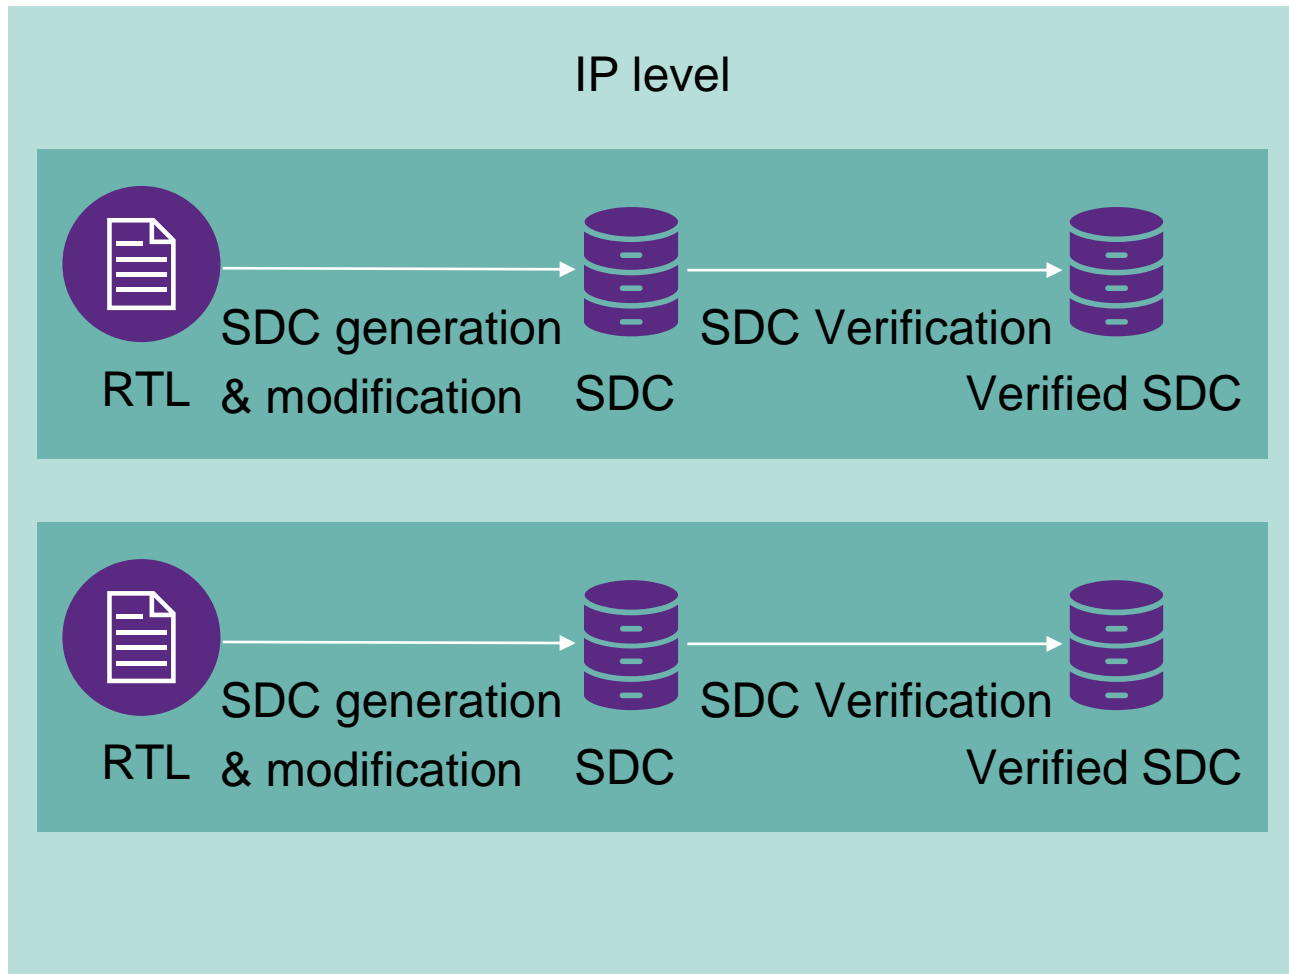 IP level
SDC generation
& modification
SDC Verification
RTL
SDC
Verified SDC
SDC generation
& modification
SDC Verification
RTL
SDC
Verified SDC